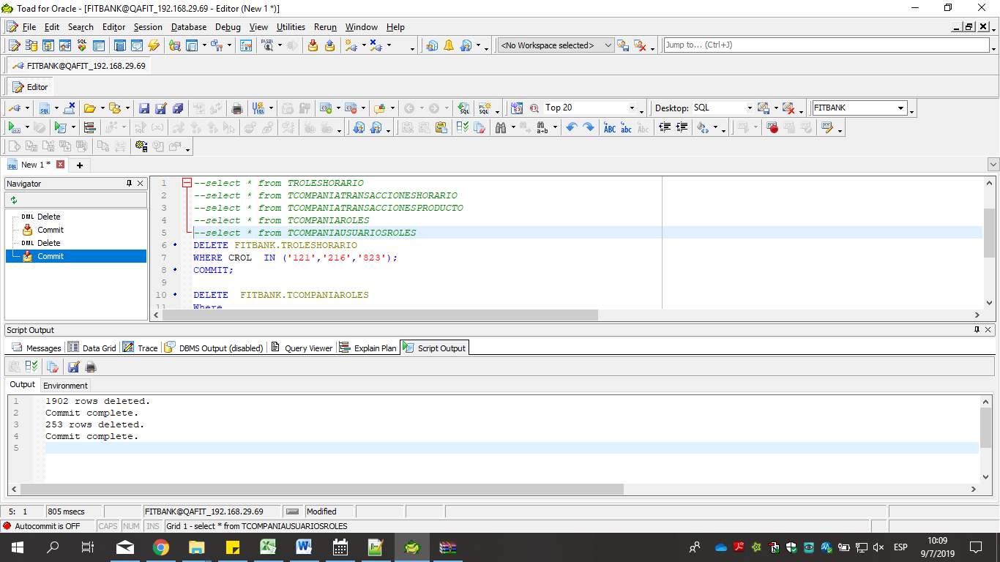 Toad for Oracle - [FITBANK@QAFIT_192.168.29.69 - Editor (New 1 *)]
File Edit Search Editor Session Database Debug View Utilities Rerun Window Help
SQL PL/SQL <No Workspace selected> Jump to... (Ctrl+J)
FITBANK@QAFIT_192.168.29.69
Editor
Top 20 Desktop: SQL FITBANK
ABC abc Abc
New 1 * +
Navigator
DML Delete
Commit
DML Delete
Commit
1 --select * from TROLESHORARIO
2 --select * from TCOMPANIATRANSACCIONESHORARIO
3 --select * from TCOMPANIATRANSACCIONESPRODUCTO
4 --select * from TCOMPANIAROLES
5 --select * from TCOMPANIAUSUARIOSROLES
6 DELETE FITBANK.TROLESHORARIO
7 WHERE CROL  IN ('121','216','823');
8 COMMIT;
9
10 DELETE  FITBANK.TCOMPANIAROLES
11 Where
Script Output
Messages Data Grid Trace DBMS Output (disabled) Query Viewer Explain Plan Script Output
Output Environment
1 1902 rows deleted.
2 Commit complete.
3 253 rows deleted.
4 Commit complete.
5
5: 1 805 msecs FITBANK@QAFIT_192.168.29.69 Modified
Autocommit is OFF CAPS NUM INS Grid 1 - select * from TCOMPANIAUSUARIOSROLES
ESP 10:09
9/7/2019